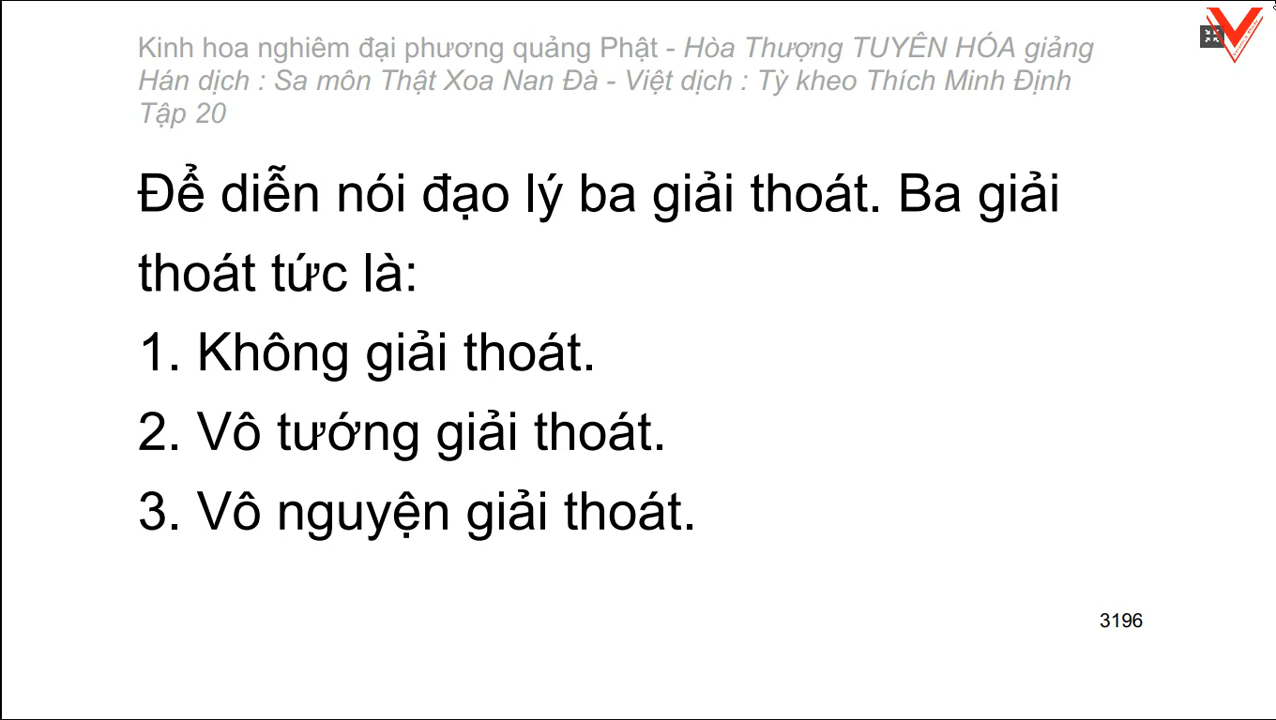 Kinh hoa nghiêm đại phương quảng Phật - Hòa Thượng TUYÊN HÓA giảng
Hán dịch : Sa môn Thật Xoa Nan Đà - Việt dịch : Tỳ kheo Thích Minh Định
Tập 20
Để diễn nói đạo lý ba giải thoát. Ba giải
thoát tức là:
1. Không giải thoát.
2. Vô tướng giải thoát.
3. Vô nguyện giải thoát.
3196